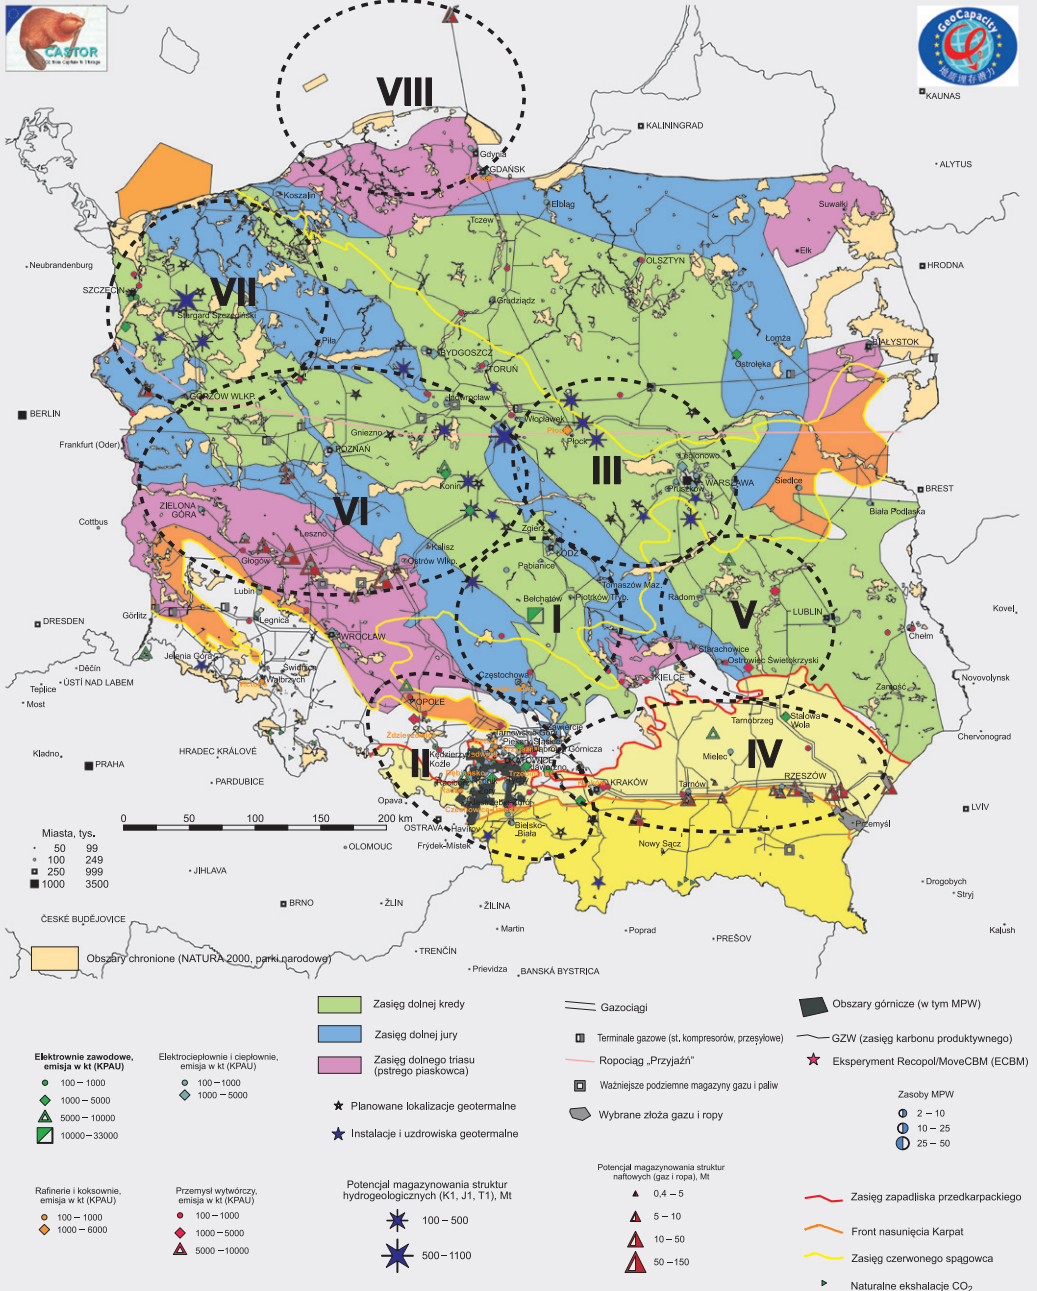 CASTOR
GeoCapacity
VIII
KAUNAS
KALININGRAD
ALYTUS
Gdynia
GDAŃSK
Suwałki
Koszalin
Elbląg
Tczew
Ełk
OLSZTYN
Neubrandenburg
HRODNA
SZCZECIN
VII
Grudziądz
Stargard Szczeciński
Łomża
BIAŁYSTOK
Piła
BYDGOSZCZ
Ostrołęka
TORUŃ
GORZÓW WLKP.
Inowrocław
BERLIN
Włocławek
Gniezno
Płock
Frankfurt (Oder)
POZNAŃ
Legionowo
III
WARSZAWA
Siedlce
Pruszków
Konin
BREST
ZIELONA
GÓRA
VI
Biała Podlaska
Cottbus
Leszno
Zgierz
Kalisz
ŁÓDŹ
Głogów
Ostrów Wlkp.
Pabianice
Tomaszów Maz.
Lubin
Bełchatów
Piotrków Tryb.
Radom
Görlitz
I
V
LUBLIN
Kovel
DRESDEN
Legnica
WROCŁAW
Chełm
Jelenia Góra
Starachowice
Děčín
Świdnica
Ostrowiec Świetokrzyski
ÚSTÍ NAD LABEM
Wałbrzych
Częstochowa
KIELCE
Teplice
Zamość
Novovolynsk
Most
OPOLE
Tarnobrzeg
Stalowa
Wola
Zawiercie
Chervonograd
Kladno
HRADEC KRÁLOVÉ
II
Dąbrowa Górnicza
Mielec
IV
PRAHA
Koźle
PARDUBICE
KRAKÓW
Tarnów
RZESZÓW
Opava
LVIV
Miasta, tys.
0 50 100 150 200 km
OSTRAVA
Havířov
Bielsko-
Biała
Przemyśl
50 99
100 249
250 999
1000 3500
Frýdek-Místek
OLOMOUC
Nowy Sącz
JIHLAVA
Drogobych
Stryj
BRNO
ŽLÍN
ŽILINA
ČESKÉ BUDĚJOVICE
Martin
Poprad
PREŠOV
Kalush
TRENČÍN
Obszary chronione (NATURA 2000, parki narodowe)
Prievidza
BANSKÁ BYSTRICA
Zasięg dolnej kredy
Zasięg dolnej jury
Zasięg dolnego triasu
(pstrego piaskowca)
Planowane lokalizacje geotermalne
Instalacje i uzdrowiska geotermalne
Gazociągi
Terminale gazowe (st, kompresorów, przesyłowe)
Ropociąg „Przyjaźń”
Ważniejsze podziemne magazyny gazu i paliw
Wybrane złoża gazu i ropy
Obszary górnicze (w tym MPW)
GZW (zasięg karbonu produktywnego)
Eksperyment Recopol/MoveCBM (ECBM)
Elektrownie zawodowe,
emisja w kt (KPAU)
100 – 1000
1000 – 5000
5000 – 10000
10000 – 33000
Elektrociepłownie i ciepłownie,
emisja w kt (KPAU)
100 – 1000
1000 – 5000
Zasoby MPW
2 – 10
10 – 25
25 – 50
Rafinerie i koksownie,
emisja w kt (KPAU)
100 – 1000
1000 – 6000
Przemysł wytwórczy,
emisja w kt (KPAU)
100 – 1000
1000 – 5000
5000 – 10000
Potencjał magazynowania struktur
hydrogeologicznych (K1, J1, T1), Mt
100 – 500
500 – 1100
Potencjał magazynowania struktur
naftowych (gaz i ropa), Mt
0,4 – 5
5 – 10
10 – 50
50 – 150
Zasięg zapadliska przedkarpackiego
Front nasunięcia Karpat
Zasięg czerwonego spągowca
Naturalne ekshalacje CO₂